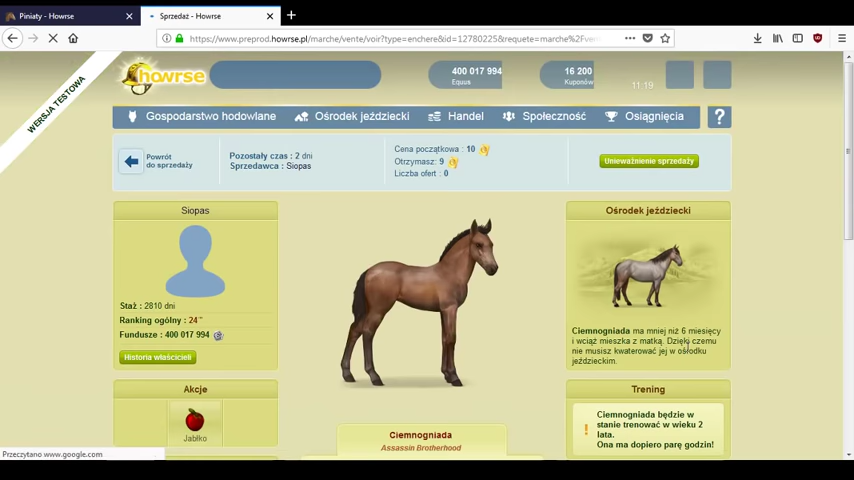 Piniaty - Howrse
Sprzedaż - Howrse
https://www.preprod.howrse.pl/marche/vente/voir?type=enchere&id=12780225&requete=marche%2Fven
WERSJA TESTOWA
howrse
400 017 994
Equus
16 200
Kuponów
11:19
Gospodarstwo hodowlane
Ośrodek jeździecki
Handel
Społeczność
Osiągnięcia
?
Powrót
do sprzedaży
Pozostały czas : 2 dni
Sprzedawca : Siopas
Cena początkowa : 10
Otrzymasz: 9
Liczba ofert : 0
Unieważnienie sprzedaży
Siopas
Staż : 2810 dni
Ranking ogólny : 24
Fundusze : 400 017 994
Historia właścicieli
Akcje
Jabłko
Ciemnogniada
Assassin Brotherhood
Ośrodek jeździecki
Ciemnogniada ma mniej niż 6 miesięcy
i wciąż mieszka z matką. Dzięki czemu
nie musisz kwaterować jej w ośrodku
jeździeckim.
Trening
Ciemnogniada będzie w
stanie trenować w wieku 2
lata.
Ona ma dopiero parę godzin!
Przeczytano www.google.com